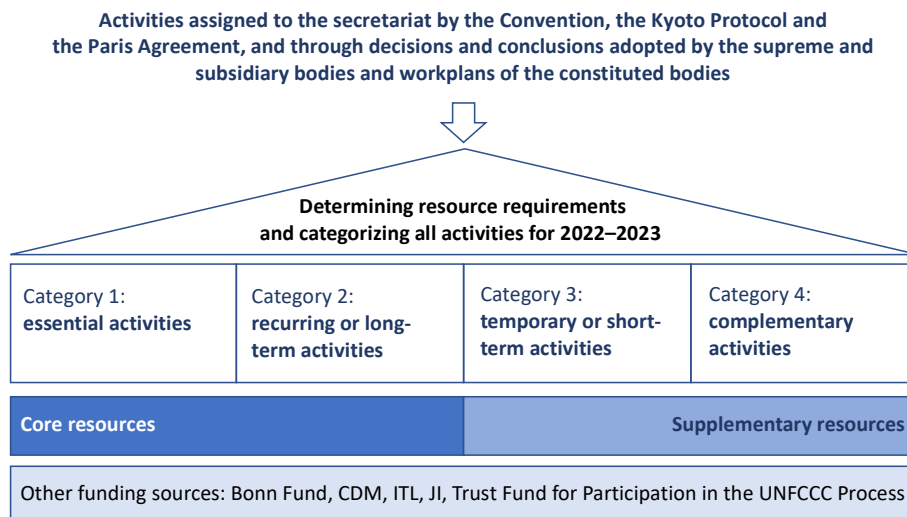 Activities assigned to the secretariat by the Convention, the Kyoto Protocol and
the Paris Agreement, and through decisions and conclusions adopted by the supreme and
subsidiary bodies and workplans of the constituted bodies
Determining resource requirements
and categorizing all activities for 2022–2023
Category 1:
essential activities
Category 2:
recurring or long-
term activities
Category 3:
temporary or short-
term activities
Category 4:
complementary
activities
Core resources
Supplementary resources
Other funding sources: Bonn Fund, CDM, ITL, JI, Trust Fund for Participation in the UNFCCC Process